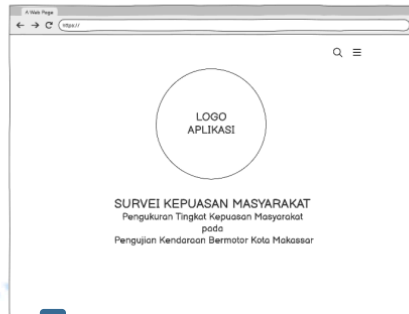 A Web Page
https://
LOGO
APLIKASI
SURVEI KEPUASAN MASYARAKAT
Pengukuran Tingkat Kepuasan Masyarakat
pada
Pengujian Kendaraan Bermotor Kota Makassar